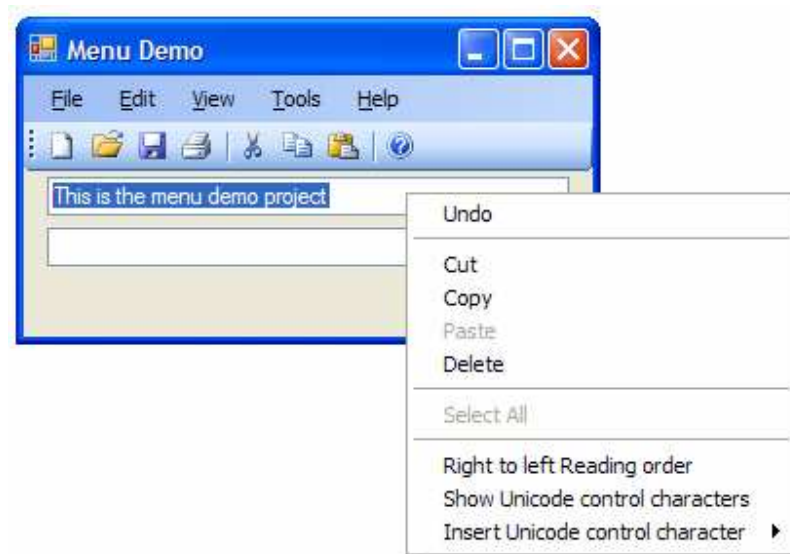 Menu Demo
File Edit View Tools Help
This is the menu demo project
Undo
Cut
Copy
Paste
Delete
Select All
Right to left Reading order
Show Unicode control characters
Insert Unicode control character